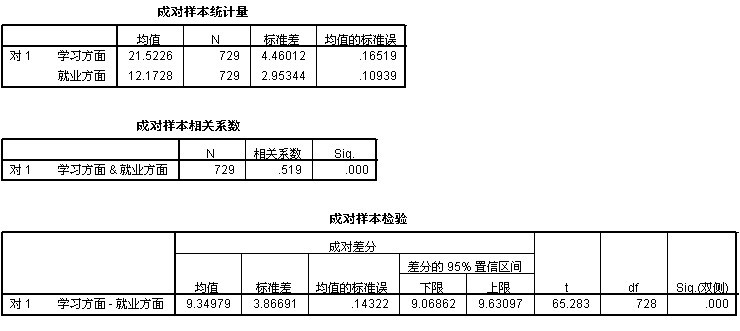 成对样本统计量
均值 N 标准差 均值的标准误
对 1 学习方面 21.5226 729 4.46012 .16519
就业方面 12.1728 729 2.95344 .10939
成对样本相关系数
N 相关系数 Sig.
对 1 学习方面 & 就业方面 729 .519 .000
成对样本检验
成对差分
差分的 95% 置信区间
均值 标准差 均值的标准误 下限 上限 t df Sig.(双侧)
对 1 学习方面 - 就业方面 9.34979 3.86691 .14322 9.06862 9.63097 65.283 728 .000